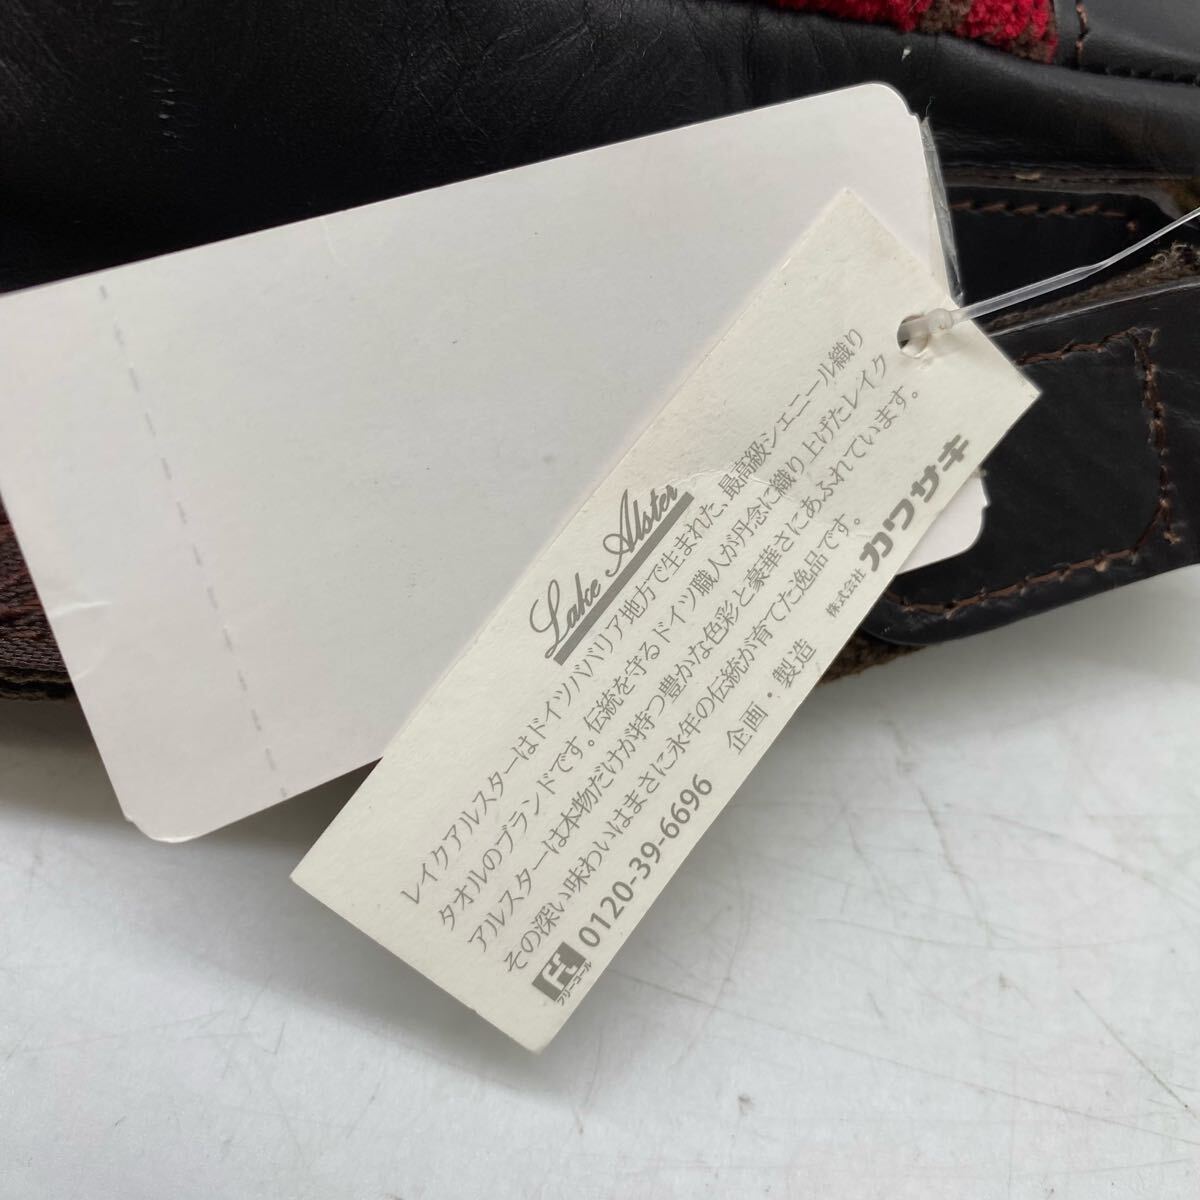 Lake Alster
レイクアルスターはドイツババリア地方で生まれた、最高級シェニール織り
タオルのブランドです。伝統を守るドイツ職人が丹念に織り上げたレイク
アルスターは本物だけが持つ豊かな色彩と豪華さにあふれています。
その深い味わいはまさに永年の伝統が育てた逸品です。
フリーコール
0120-39-6696 企画・製造 株式会社 カワサキ